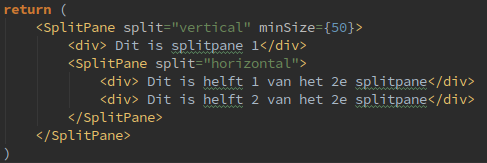 return (
<SplitPane split="vertical" minSize={50}>
<div> Dit is splitpane 1</div>
<SplitPane split="horizontal">
<div> Dit is helft 1 van het 2e splitpane</div>
<div> Dit is helft 2 van het 2e splitpane</div>
</SplitPane>
</SplitPane>
)